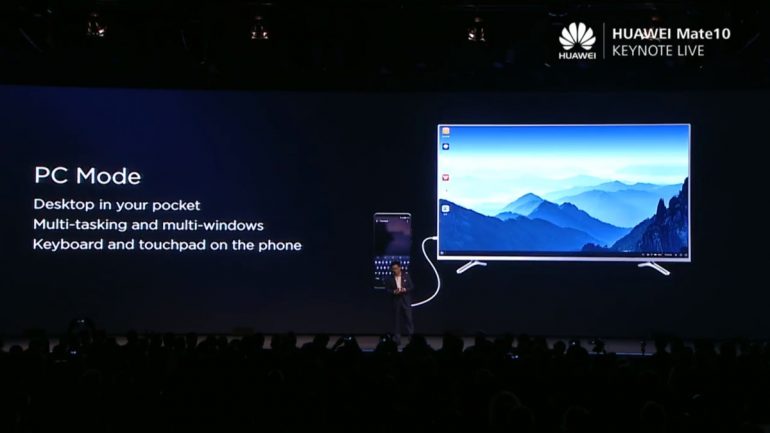 HUAWEI
HUAWEI Mate10
KEYNOTE LIVE
PC Mode
Desktop in your pocket
Multi-tasking and multi-windows
Keyboard and touchpad on the phone